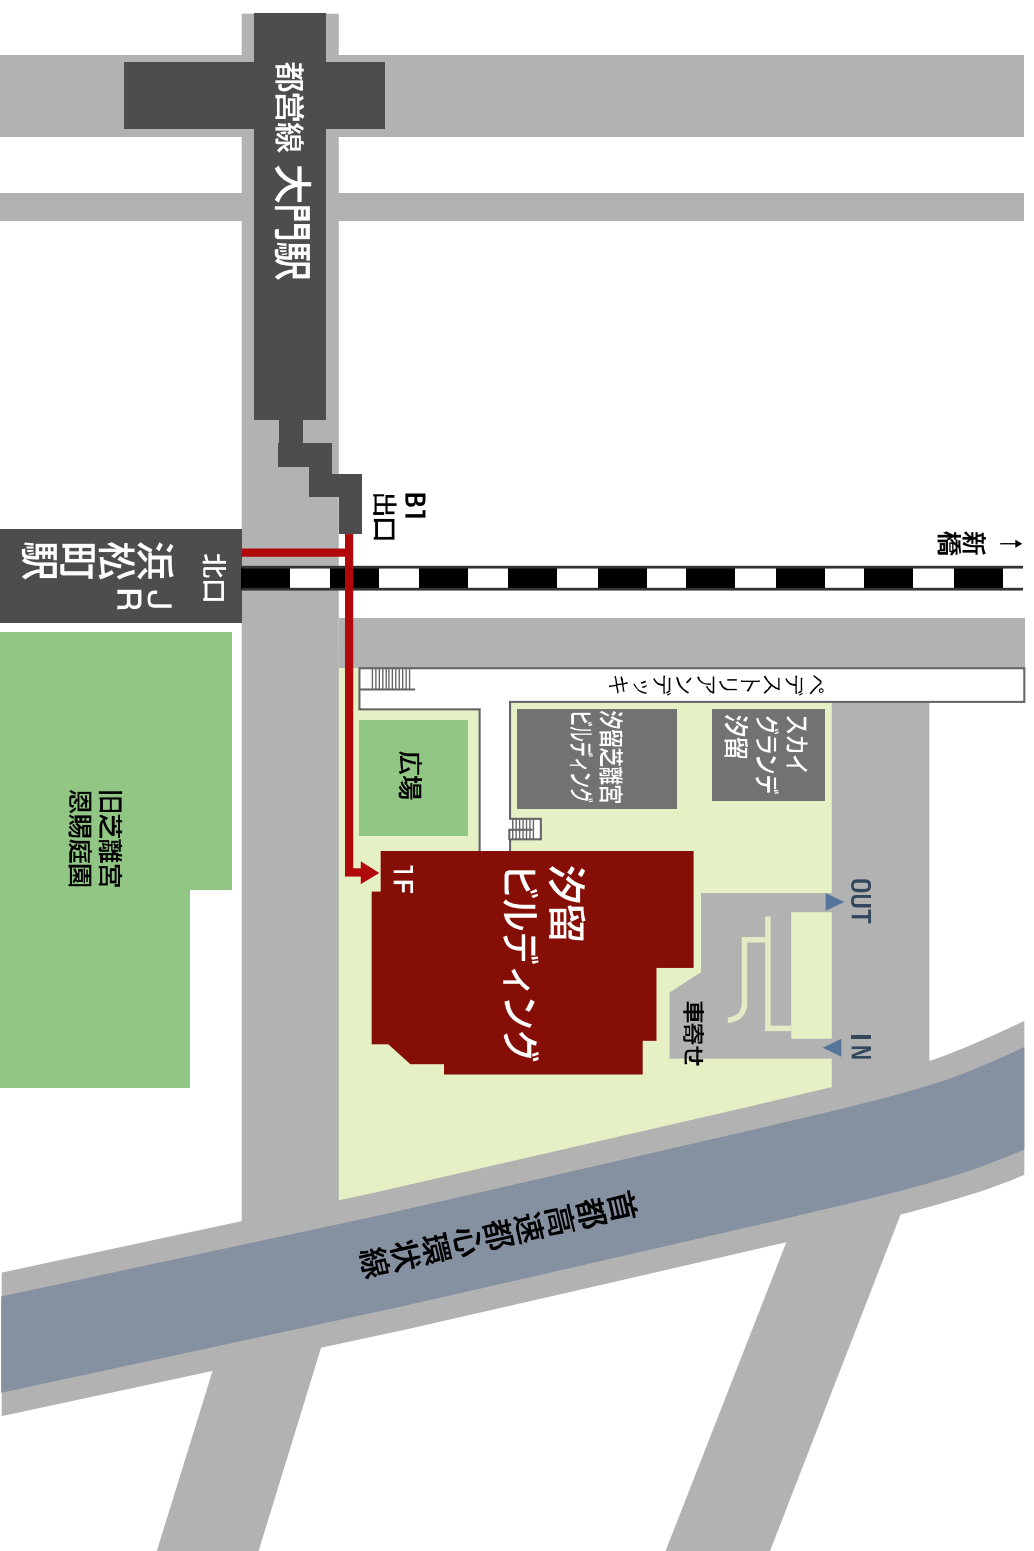 ↑
新橋
OUT
IN
スカイ
グランデ
汐留
ペデストリアンデッキ
車寄せ
汐留芝離宮
ビルディング
汐留
ビルディング
首都高速都心環状線
B1
出口
広場
1F
都営線 大門駅
北口
JR
浜松町駅
旧芝離宮
恩賜庭園